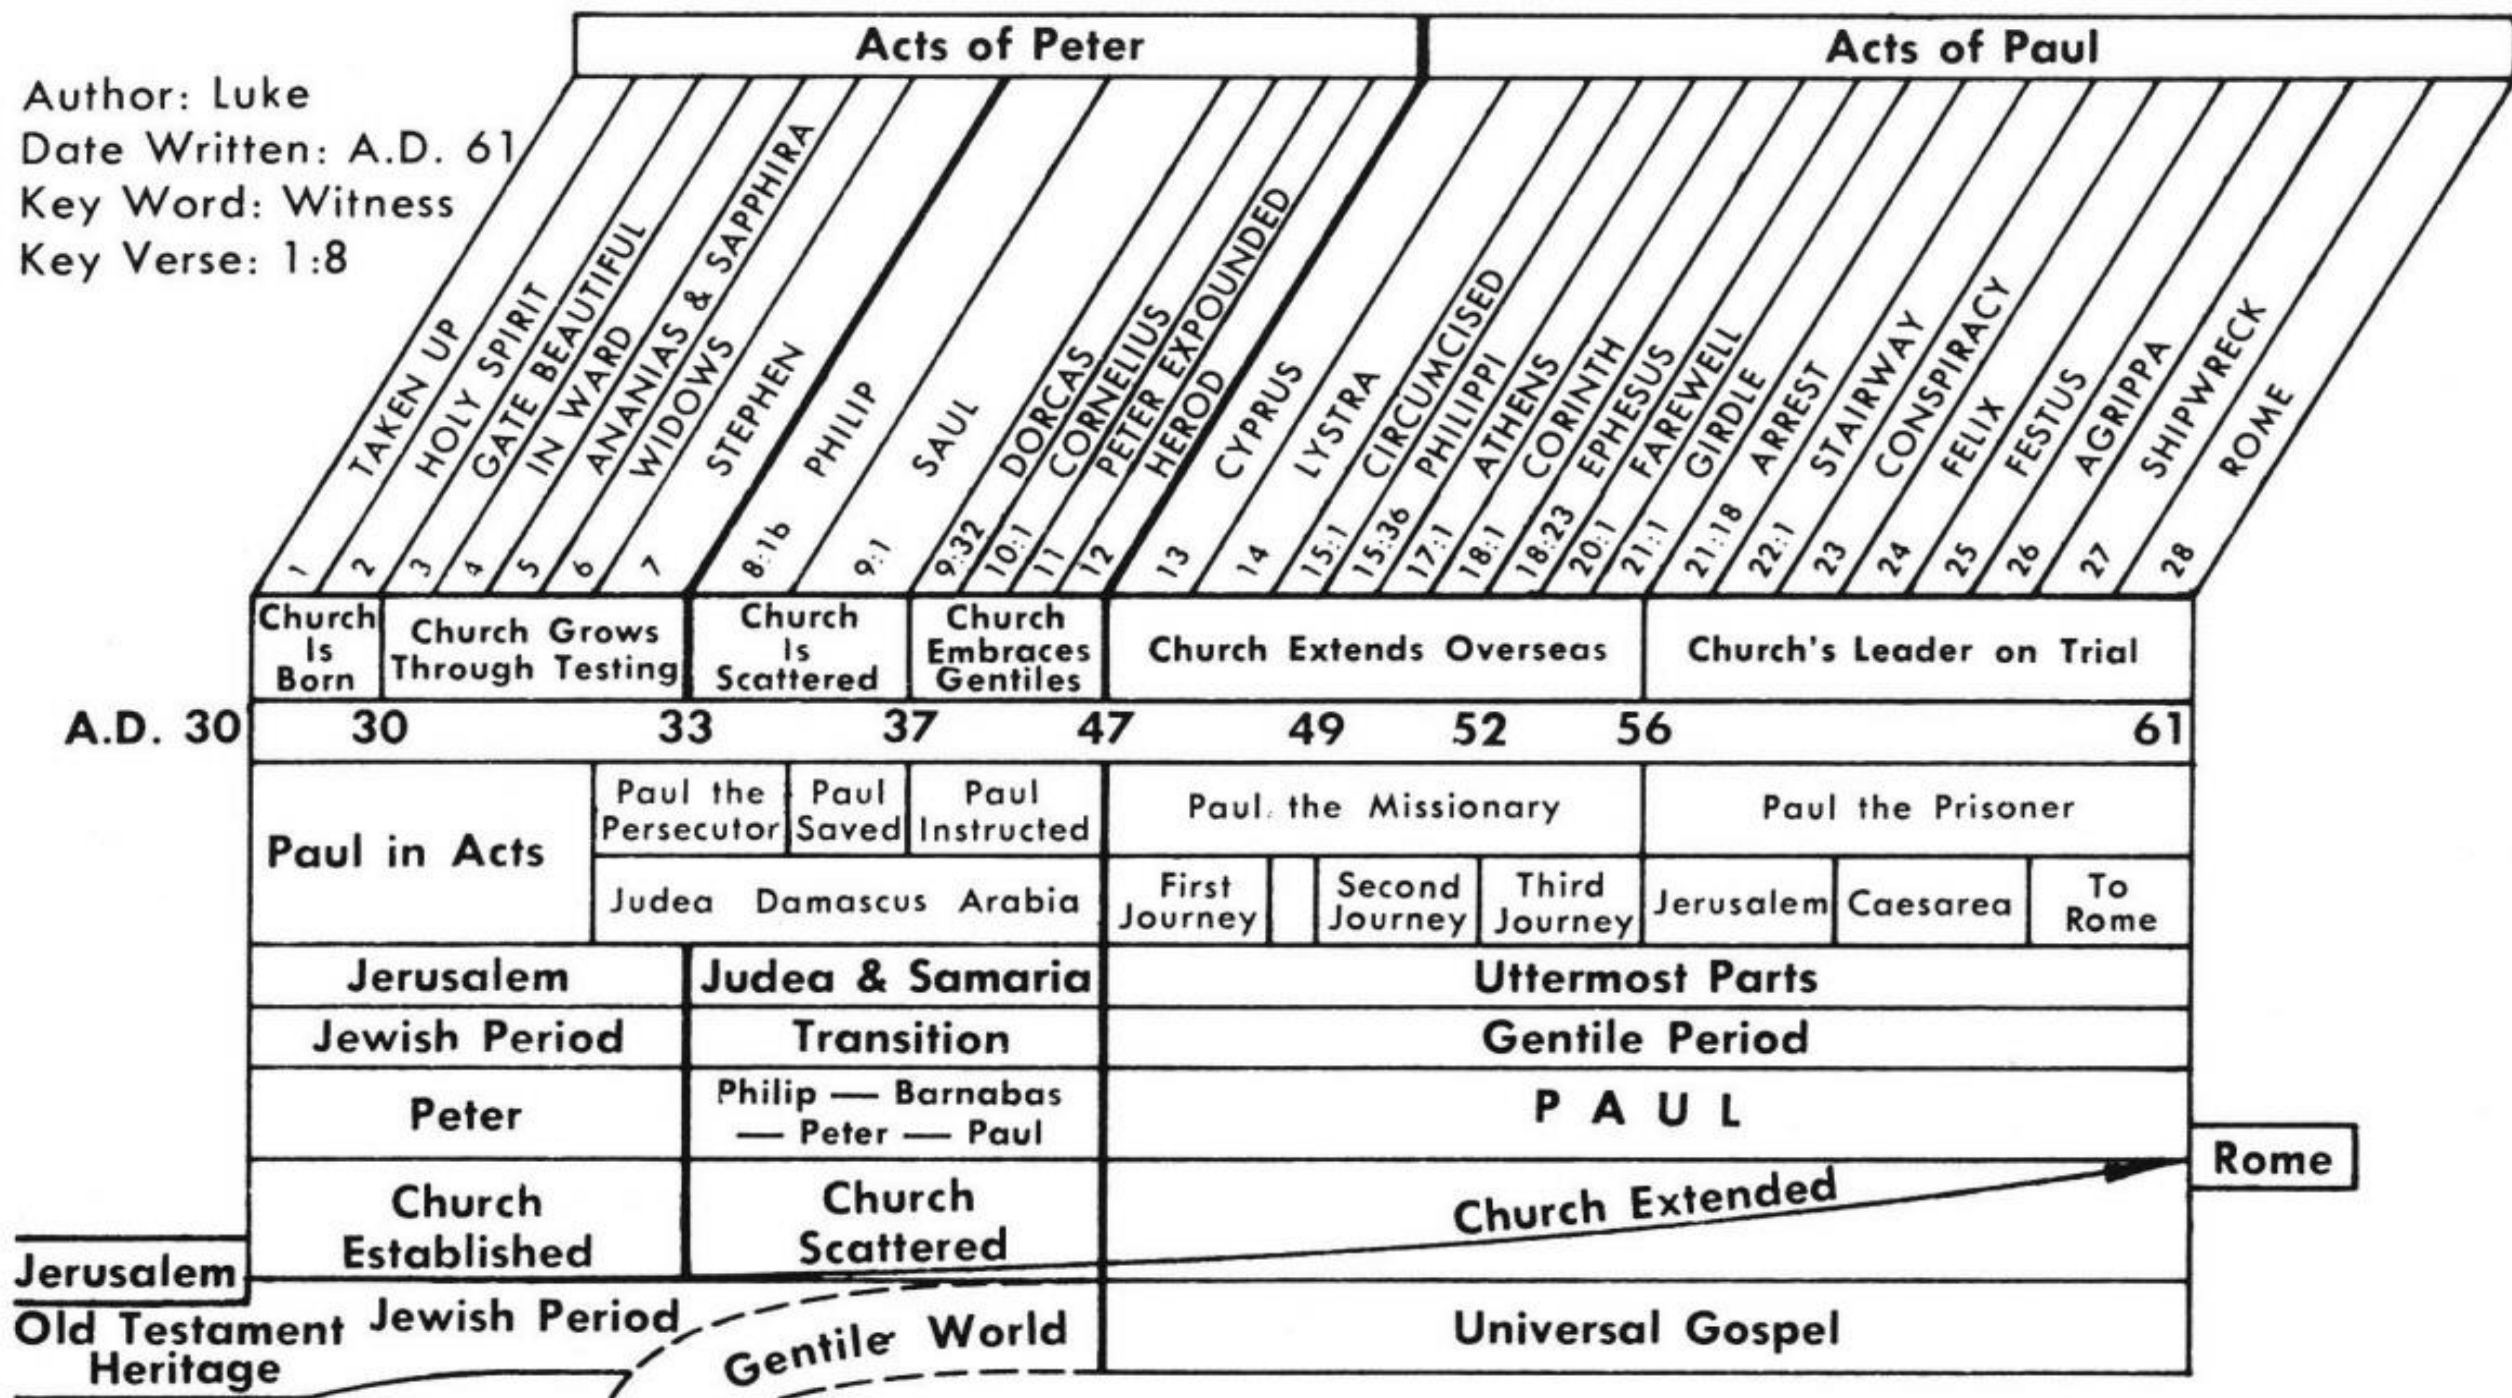 Acts of Peter
Acts of Paul
Author: Luke
Date Written: A.D. 61
Key Word: Witness
Key Verse: 1:8
TAKEN UP
HOLY SPIRIT
GATE BEAUTIFUL
IN WARD
ANANIAS & SAPPHIRA
WIDOWS
STEPHEN
PHILIP
SAUL
DORCAS
CORNELIUS
PETER EXPOUNDED
HEROD
CYPRUS
LYSTRA
CIRCUMCISED
PHILIPPI
ATHENS
CORINTH
EPHESUS
FAREWELL
GIRDLE
ARREST
STAIRWAY
CONSPIRACY
FELIX
FESTUS
AGRIPPA
SHIPWRECK
ROME
1
2
3
4
5
6
7
8:1b
9:1
9:32
10:1
11
12
13
14
15:1
15:36
17:1
18:1
18:23
20:1
21:1
21:18
22:1
23
24
25
26
27
28
Church
Is
Born
Church Grows
Through Testing
Church
Is
Scattered
Church
Embraces
Gentiles
Church Extends Overseas
Church's Leader on Trial
A.D. 30
30
33
37
47
49
52
56
61
Paul in Acts
Paul the
Persecutor
Paul
Saved
Paul
Instructed
Paul the Missionary
Paul the Prisoner
Judea Damascus Arabia
First
Journey
Second
Journey
Third
Journey
Jerusalem
Caesarea
To
Rome
Jerusalem
Judea & Samaria
Uttermost Parts
Jewish Period
Transition
Gentile Period
Peter
Philip — Barnabas
— Peter — Paul
PAUL
Rome
Church
Established
Church
Scattered
Church Extended
Jerusalem
Old Testament
Heritage
Jewish Period
Gentile World
Universal Gospel